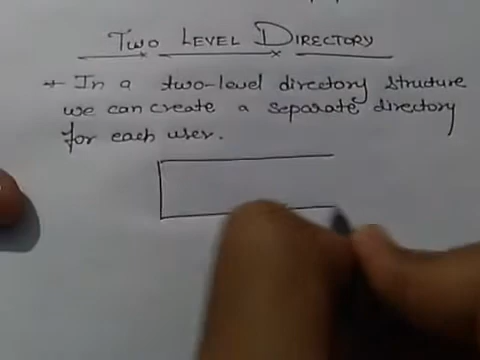 TWO LEVEL DIRECTORY
* In a two-level directory structure
we can create a separate directory
for each user.